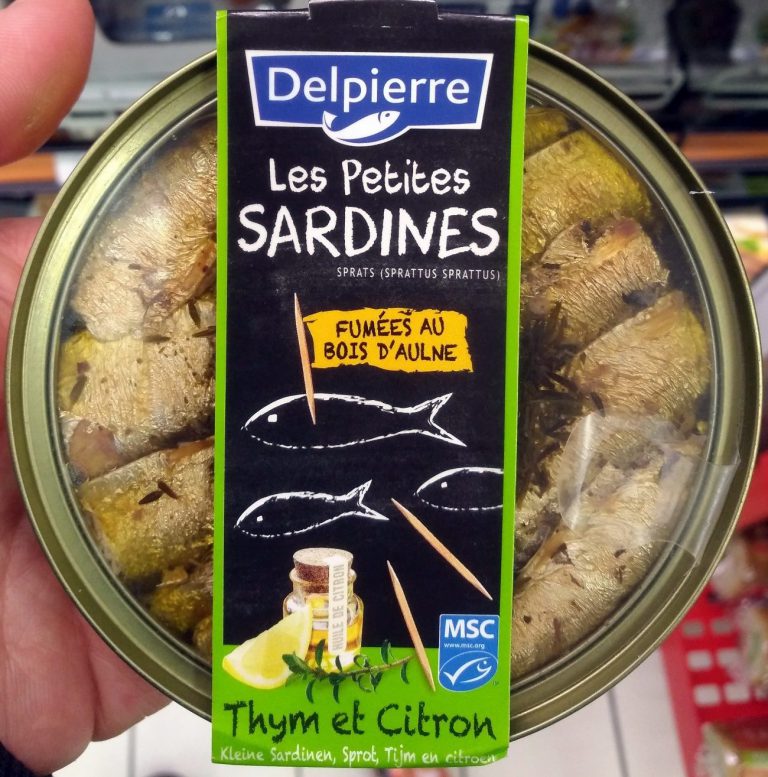 Delpierre
Les Petites
SARDINES
SPRATS (SPRATTUS SPRATTUS)
FUMÉES AU
BOIS D'AULNE
HUILE DE CITRON
MSC
www.msc.org
Thym et Citron
Kleine Sardinen, Sprot, Tijm en citroen